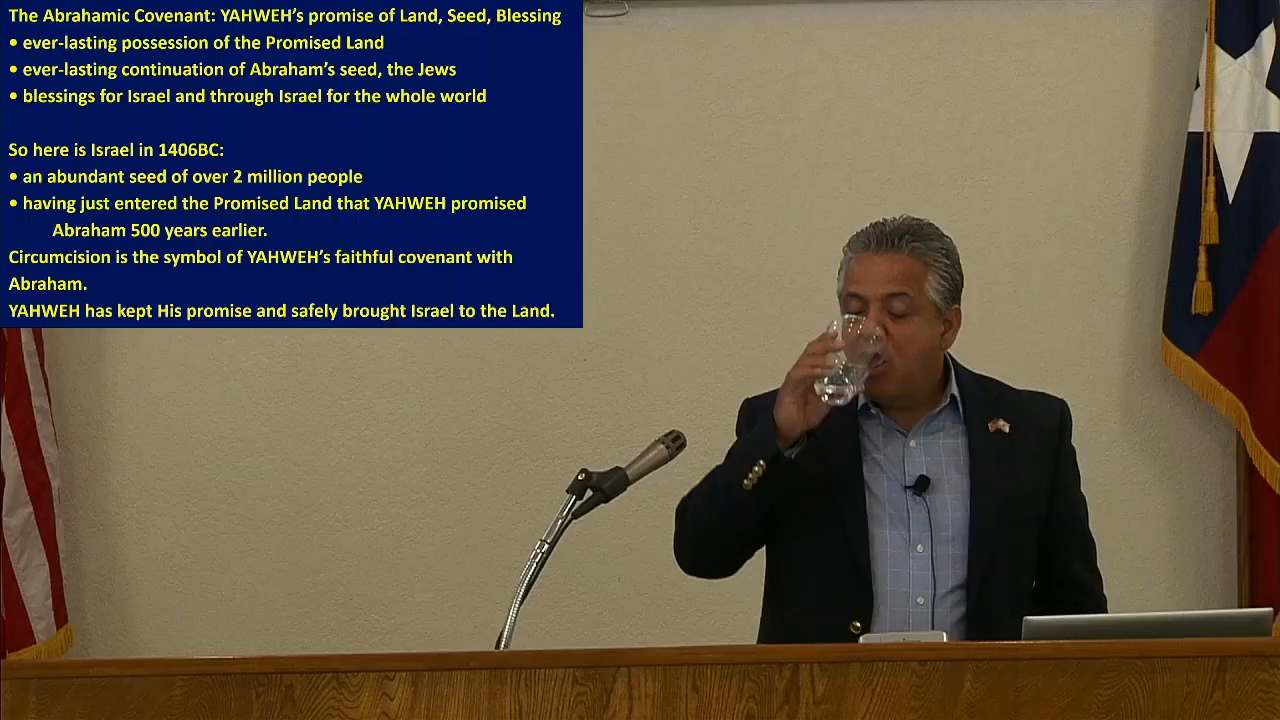 The Abrahamic Covenant: YAHWEH's promise of Land, Seed, Blessing
• ever-lasting possession of the Promised Land
• ever-lasting continuation of Abraham's seed, the Jews
• blessings for Israel and through Israel for the whole world
So here is Israel in 1406BC:
• an abundant seed of over 2 million people
• having just entered the Promised Land that YAHWEH promised
Abraham 500 years earlier.
Circumcision is the symbol of YAHWEH's faithful covenant with
Abraham.
YAHWEH has kept His promise and safely brought Israel to the Land.